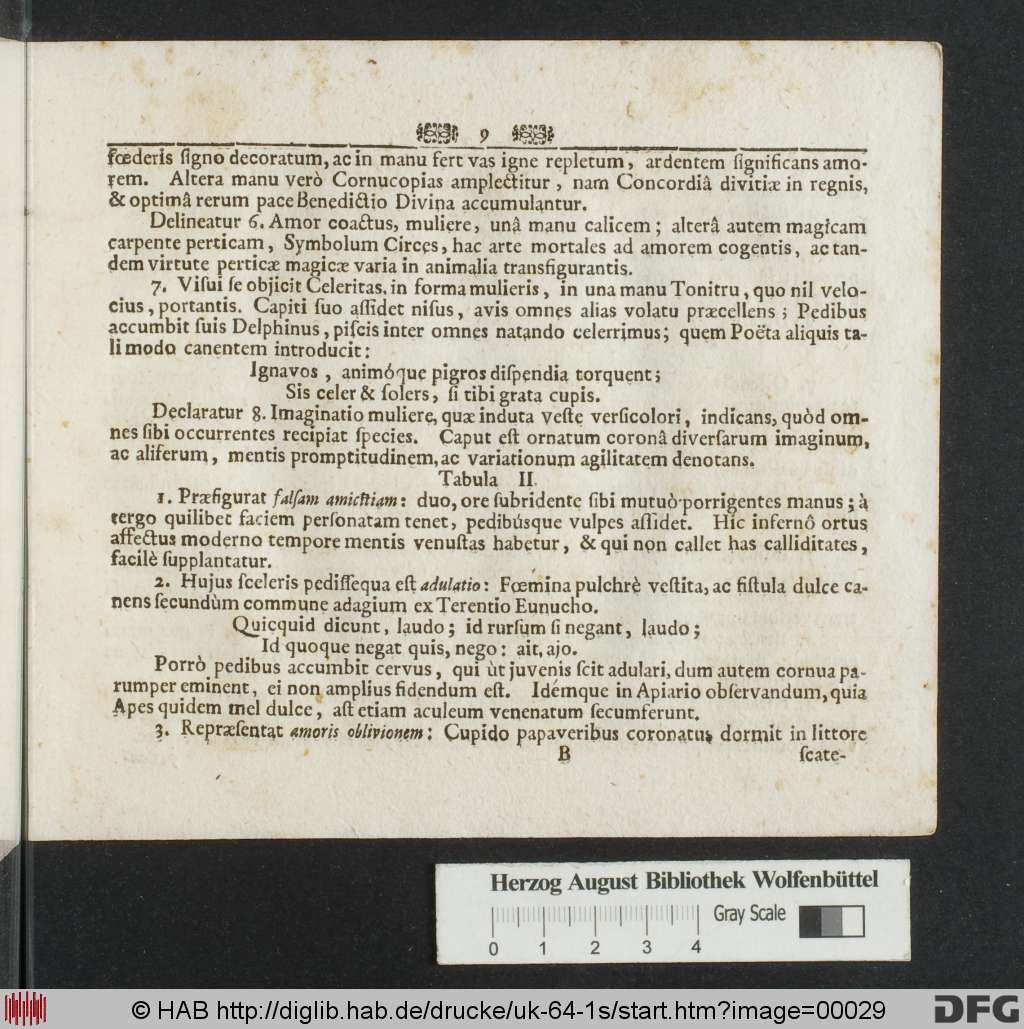 9
fœderis ſigno decoratum, ac in manu fert vas igne repletum, ardentem ſignificans amo-
rem. Altera manu verò Cornucopias amplectitur, nam Concordiâ divitiæ in regnis,
& optimâ rerum pace Benedictio Divina accumulantur.
Delineatur 6. Amor coactus, muliere, unâ manu calicem; alterâ autem magicam
carpente perticam, Symbolum Circes, hac arte mortales ad amorem cogentis, ac tan-
dem virtute perticæ magicæ varia in animalia transfigurantis.
7. Viſui ſe objicit Celeritas, in forma mulieris, in una manu Tonitru, quo nil velo-
cius, portantis. Capiti ſuo aſſidet niſus, avis omnes alias volatu præcellens; Pedibus
accumbit ſuis Delphinus, piſcis inter omnes natando celerrimus; quem Poëta aliquis ta-
li modo canentem introducit:
Ignavos, animóque pigros diſpendia torquent;
Sis celer & ſolers, ſi tibi grata cupis.
Declaratur 8. Imaginatio muliere, quæ induta veſte verſicolori, indicans, quòd om-
nes ſibi occurrentes recipiat ſpecies. Caput eſt ornatum coronâ diverſarum imaginum,
ac aliferum, mentis promptitudinem, ac variationum agilitatem denotans.
Tabula II.
1. Præfigurat falſam amicitiam: duo, ore ſubridente ſibi mutuò porrigentes manus; à
tergo quilibet faciem perſonatam tenet, pedibúsque vulpes aſſidet. Hic infernô ortus
affectus moderno tempore mentis venuſtas habetur, & qui non callet has calliditates,
facilè ſupplantatur.
2. Hujus ſceleris pediſſequa eſt adulatio: Fœmina pulchrè veſtita, ac fiſtula dulce ca-
nens ſecundùm commune adagium ex Terentio Eunucho.
Quicquid dicunt, laudo; id rurſum ſi negant, laudo;
Id quoque negat quis, nego: ait, ajo.
Porrò pedibus accumbit cervus, qui ùt juvenis ſcit adulari, dum autem cornua pa-
rumper eminent, ei non amplius fidendum eſt. Idémque in Apiario obſervandum, quia
Apes quidem mel dulce, aſt etiam aculeum venenatum ſecumferunt.
3. Repræſentat amoris oblivionem: Cupido papaveribus coronatus dormit in littore
B ſcate-
Herzog August Bibliothek Wolfenbüttel
Gray Scale
0 1 2 3 4
© HAB http://diglib.hab.de/drucke/uk-64-1s/start.htm?image=00029
DFG